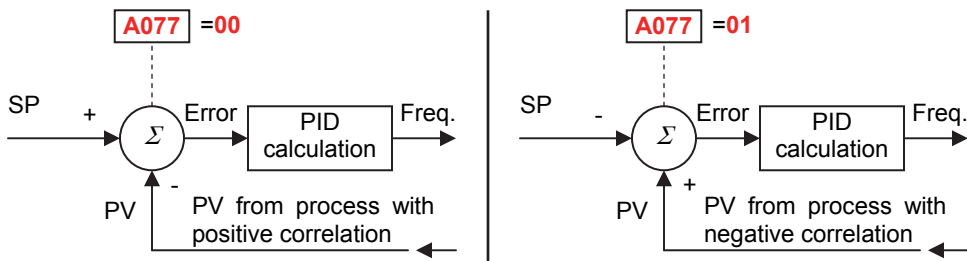 A077 =00
SP
+
Σ
Error
PID
calculation
Freq.
-
PV
PV from process with
positive correlation
A077 =01
SP
-
Σ
Error
PID
calculation
Freq.
+
PV
PV from process with
negative correlation